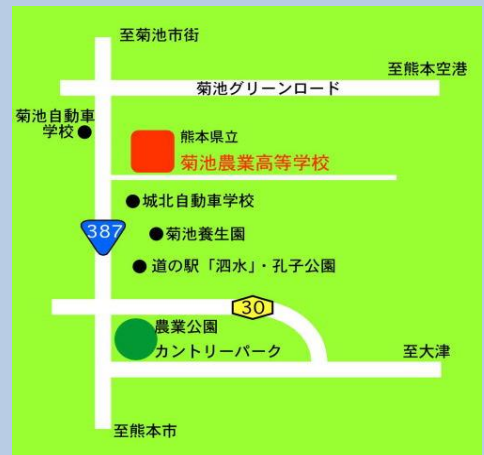 至菊池市街
至熊本空港
菊池グリーンロード
菊池自動車
学校
熊本県立
菊池農業高等学校
城北自動車学校
387
菊池養生園
道の駅「泗水」・孔子公園
30
農業公園
カントリーパーク
至大津
至熊本市